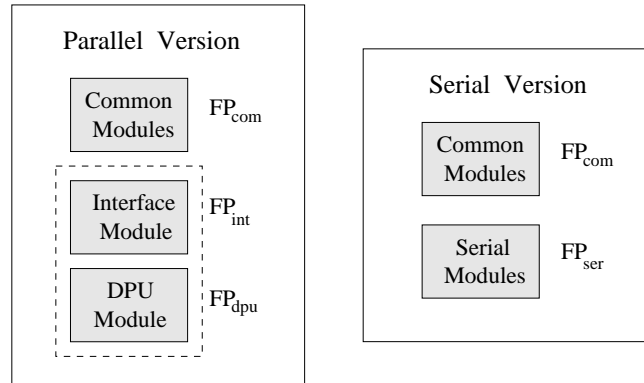 Parallel Version
Common
Modules
FPcom
Interface
Module
FPint
DPU
Module
FPdpu
Serial Version
Common
Modules
FPcom
Serial
Modules
FPser